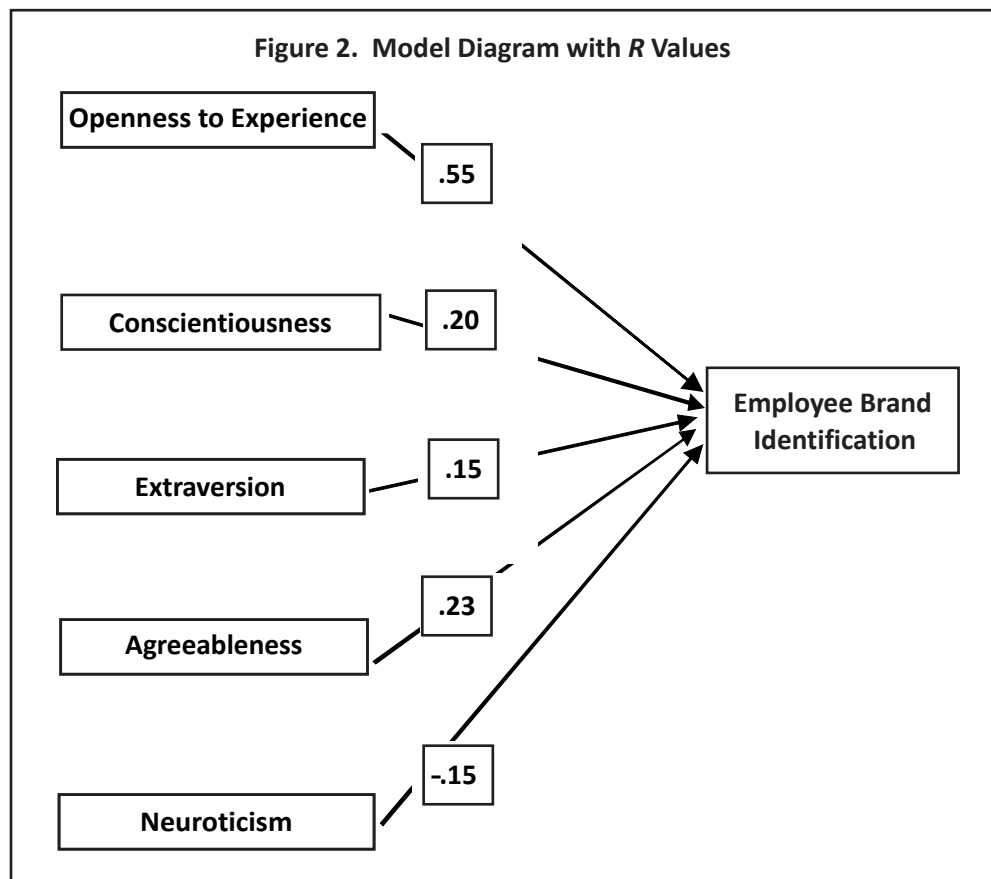 Figure 2. Model Diagram with R Values
Openness to Experience
.55
Conscientiousness
.20
Extraversion
.15
Agreeableness
.23
Neuroticism
-.15
Employee Brand
Identification